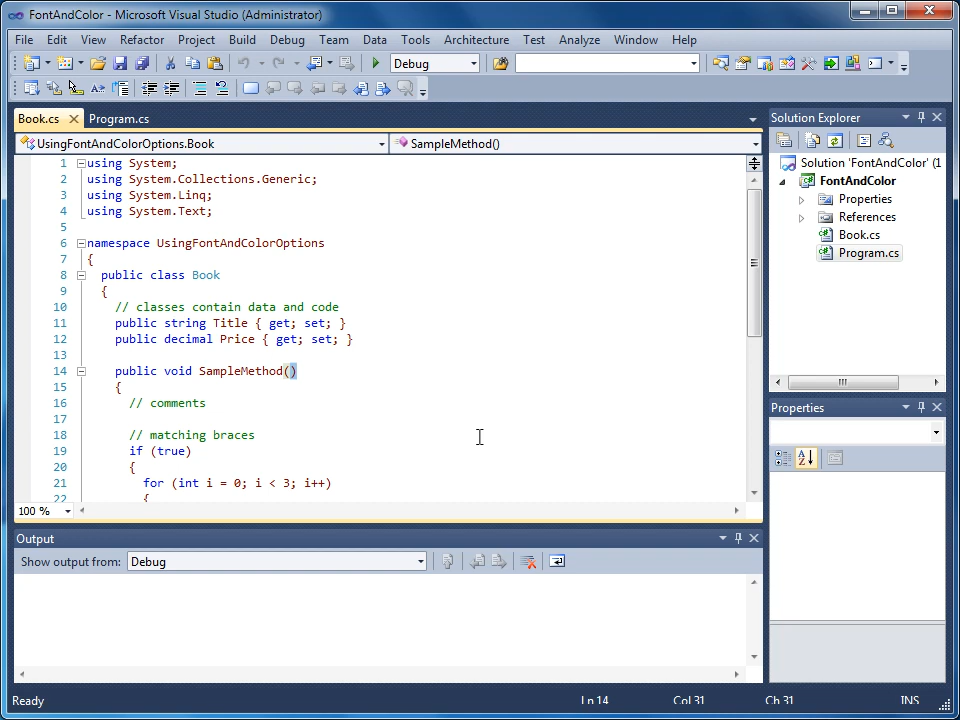 FontAndColor - Microsoft Visual Studio (Administrator)
File Edit View Refactor Project Build Debug Team Data Tools Architecture Test Analyze Window Help
Debug
Book.cs Program.cs
UsingFontAndColorOptions.Book SampleMethod()
1 using System;
2 using System.Collections.Generic;
3 using System.Linq;
4 using System.Text;
5
6 namespace UsingFontAndColorOptions
7 {
8 public class Book
9 {
10 // classes contain data and code
11 public string Title { get; set; }
12 public decimal Price { get; set; }
13
14 public void SampleMethod()
15 {
16 // comments
17
18 // matching braces
19 if (true)
20 {
21 for (int i = 0; i < 3; i++)
22 {
100 %
Output
Show output from: Debug
Solution Explorer
Solution 'FontAndColor' (1
FontAndColor
Properties
References
Book.cs
Program.cs
Properties
Ready Ln 14 Col 31 Ch 31 INS